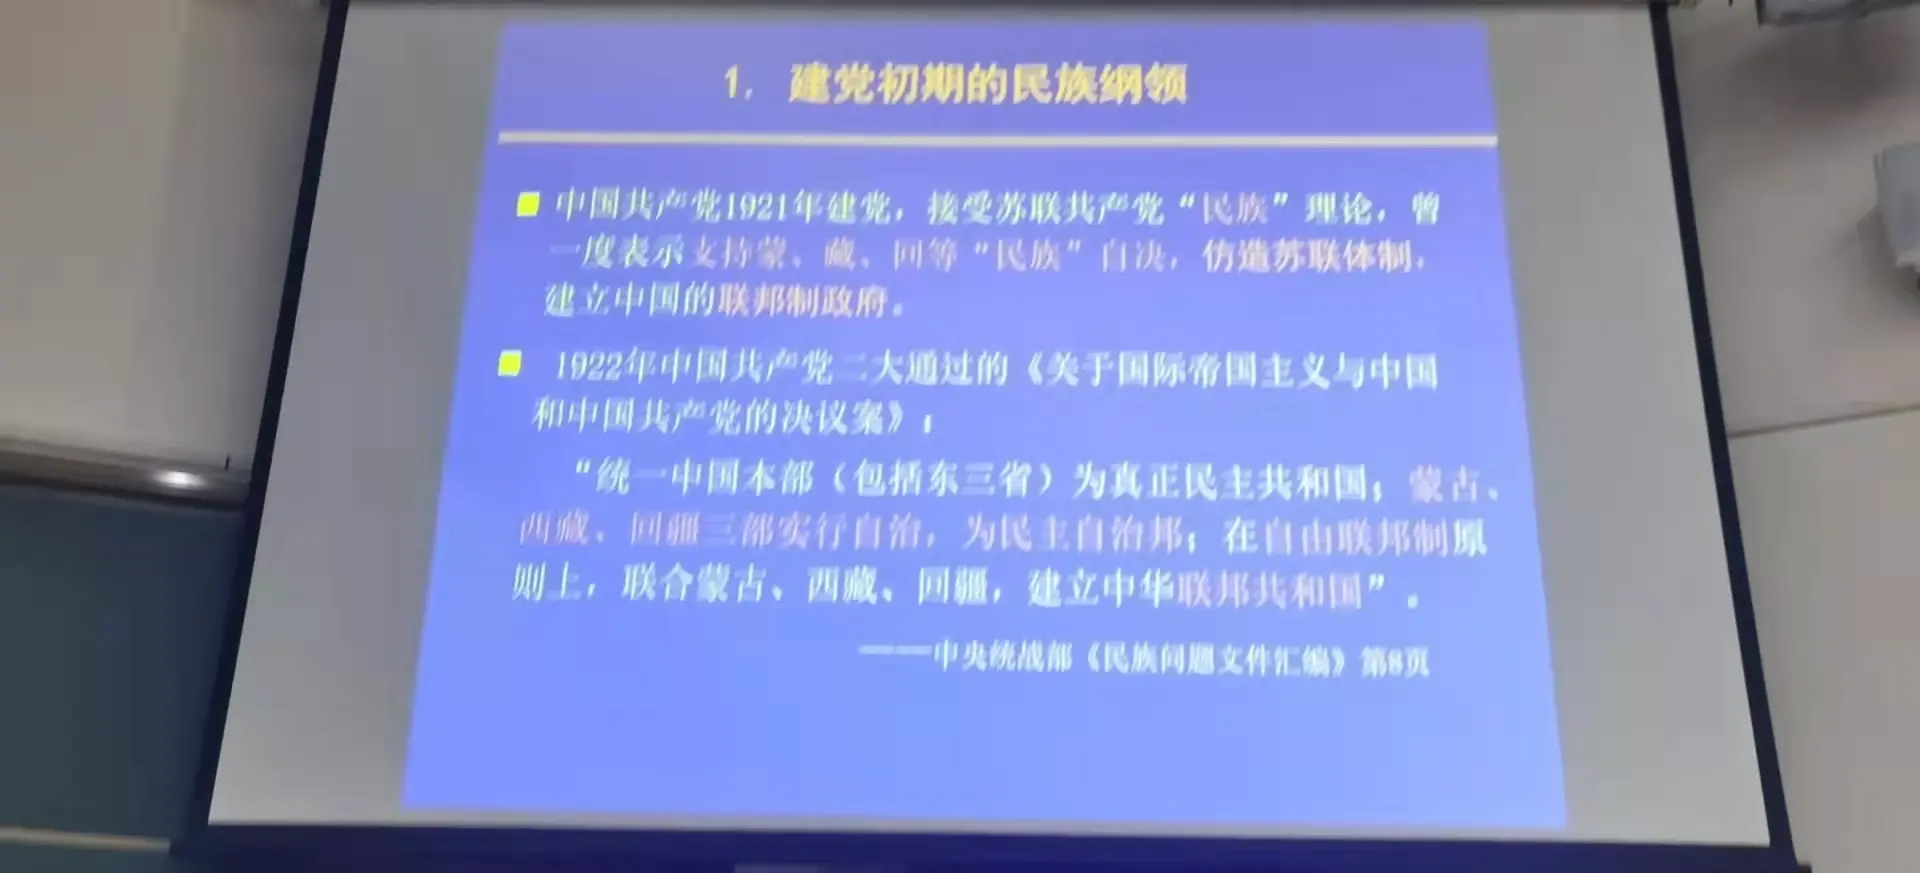 1. 建党初期的民族纲领
中国共产党1921年建党，接受苏联共产党“民族”理论，曾
一度表示支持蒙、藏、回等“民族”自决，仿造苏联体制，
建立中国的联邦制政府。
1922年中国共产党二大通过的《关于国际帝国主义与中国
和中国共产党的决议案》：
“统一中国本部（包括东三省）为真正民主共和国；蒙古、
西藏、回疆三部实行自治，为民主自治邦；在自由联邦制原
则上，联合蒙古、西藏、回疆，建立中华联邦共和国”。
——中央统战部《民族问题文件汇编》第8页